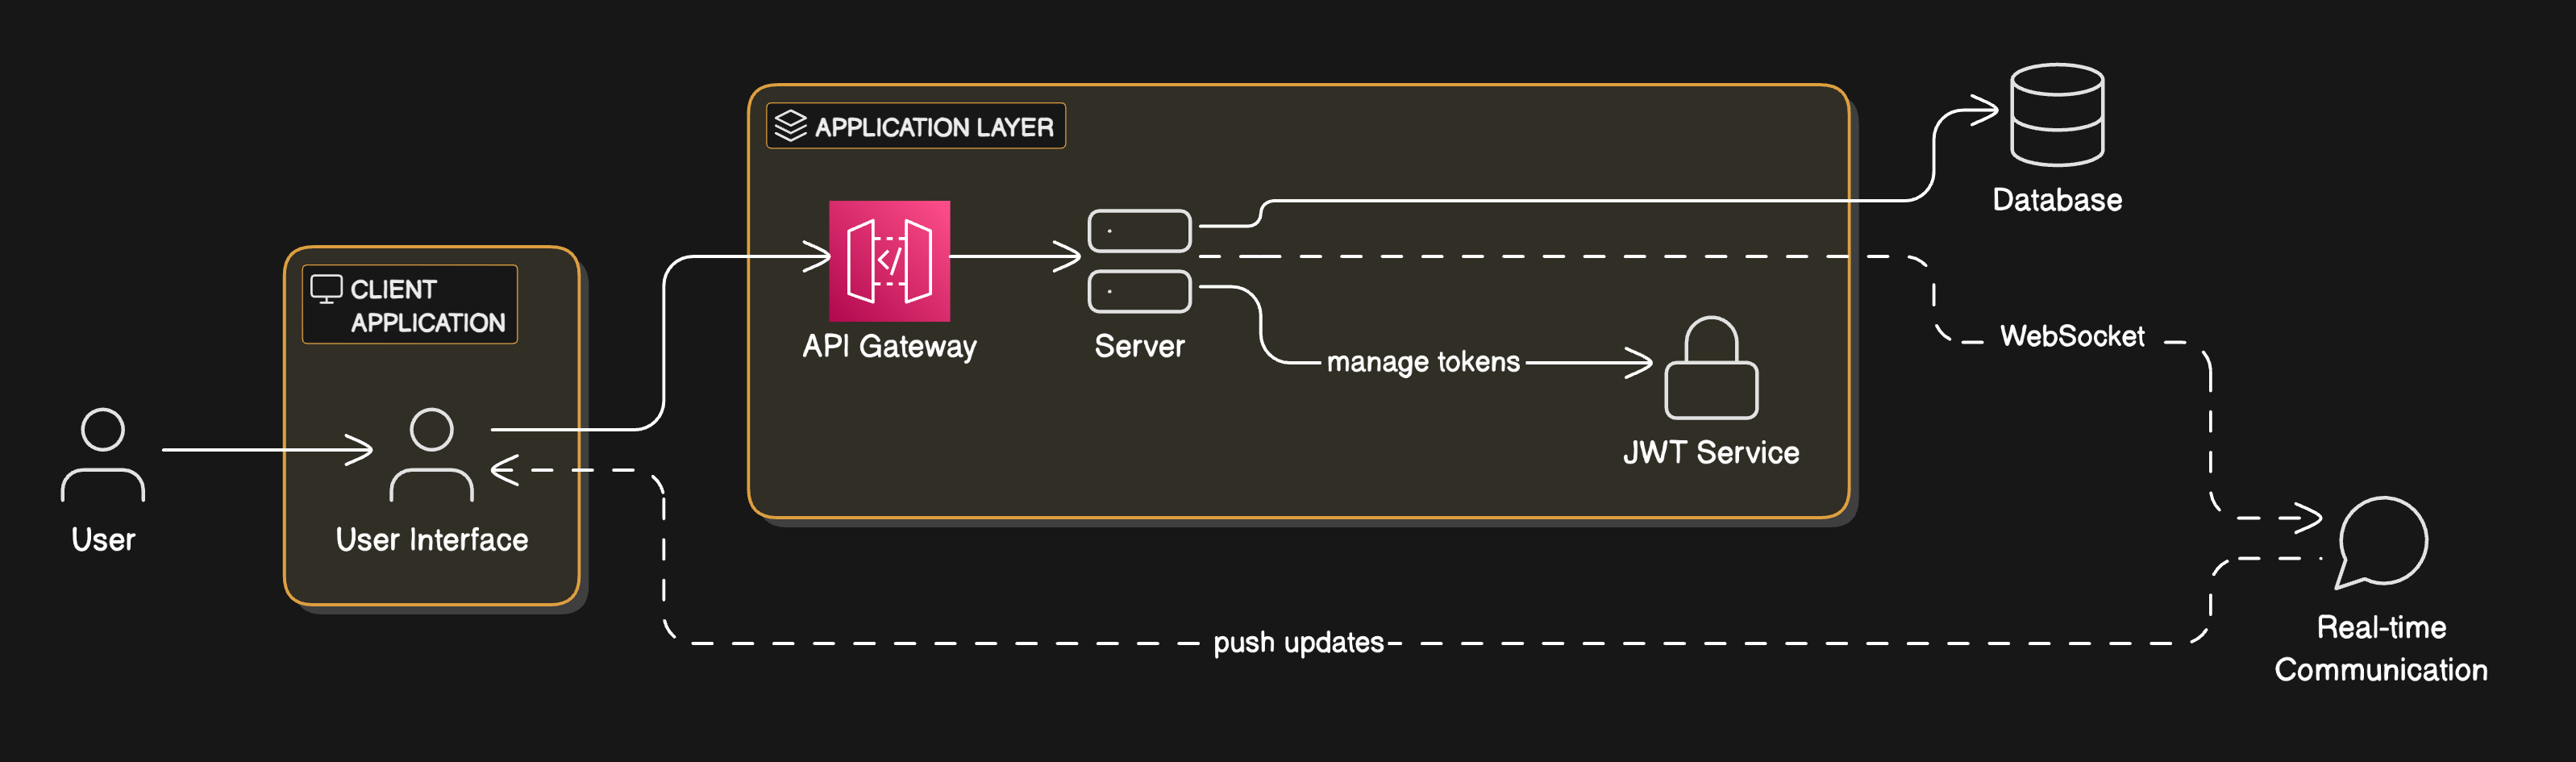 APPLICATION LAYER
Database
CLIENT
APPLICATION
</>
API Gateway
Server
WebSocket
manage tokens
JWT Service
User
User Interface
push updates
Real-time
Communication